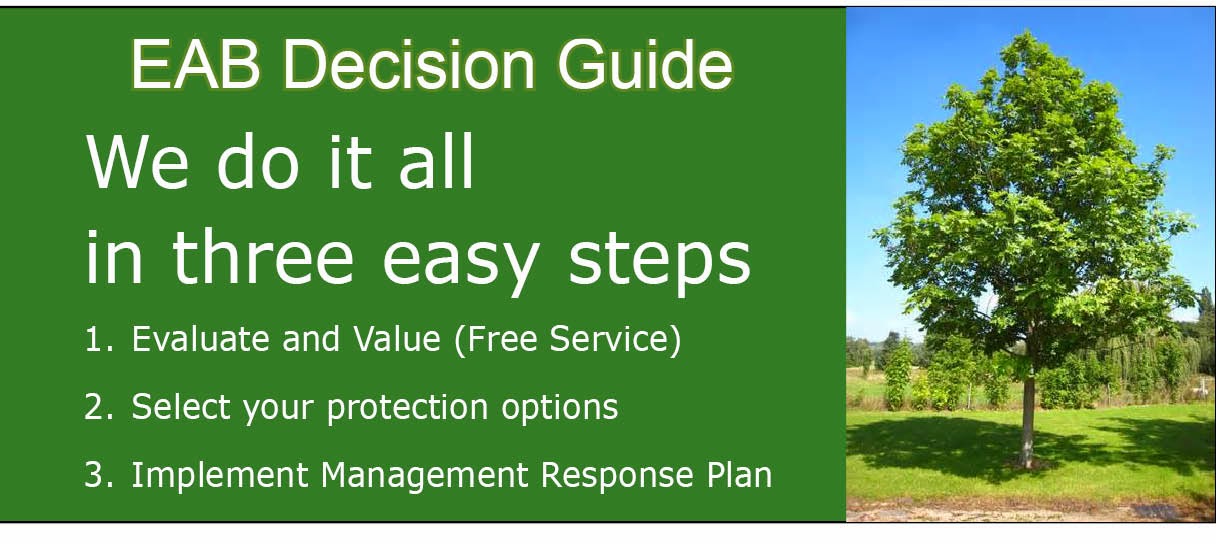 EAB Decision Guide
We do it all
in three easy steps
1. Evaluate and Value (Free Service)
2. Select your protection options
3. Implement Management Response Plan